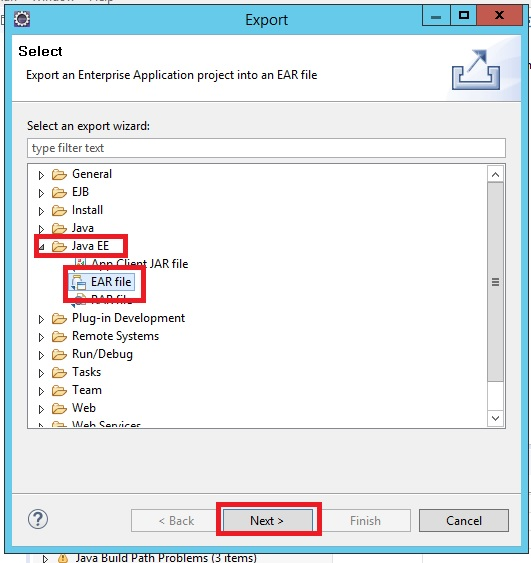 Window
Export
Select
Export an Enterprise Application project into an EAR file
Select an export wizard:
type filter text
General
EJB
Install
Java
Java EE
App Client JAR file
EAR file
RAR file
Plug-in Development
Remote Systems
Run/Debug
Tasks
Team
Web
Web Services
?
< Back
Next >
Finish
Cancel
Java Build Path Problems (3 items)